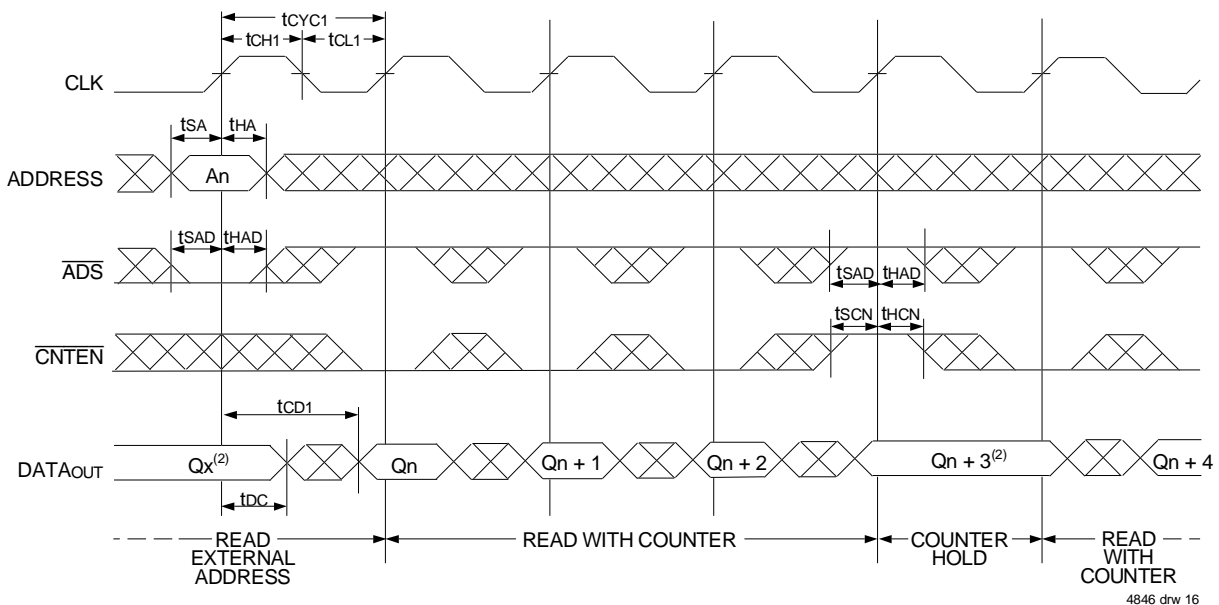 tCYC1
tCH1 tCL1
CLK
tSA tHA
ADDRESS An
tSAD tHAD
ADS
tSAD tHAD
tSCN tHCN
CNTEN
tCD1
DATAOUT Qx(2) Qn Qn + 1 Qn + 2 Qn + 3(2) Qn + 4
tDC
READ EXTERNAL ADDRESS
READ WITH COUNTER
COUNTER HOLD
READ WITH COUNTER
4846 drw 16